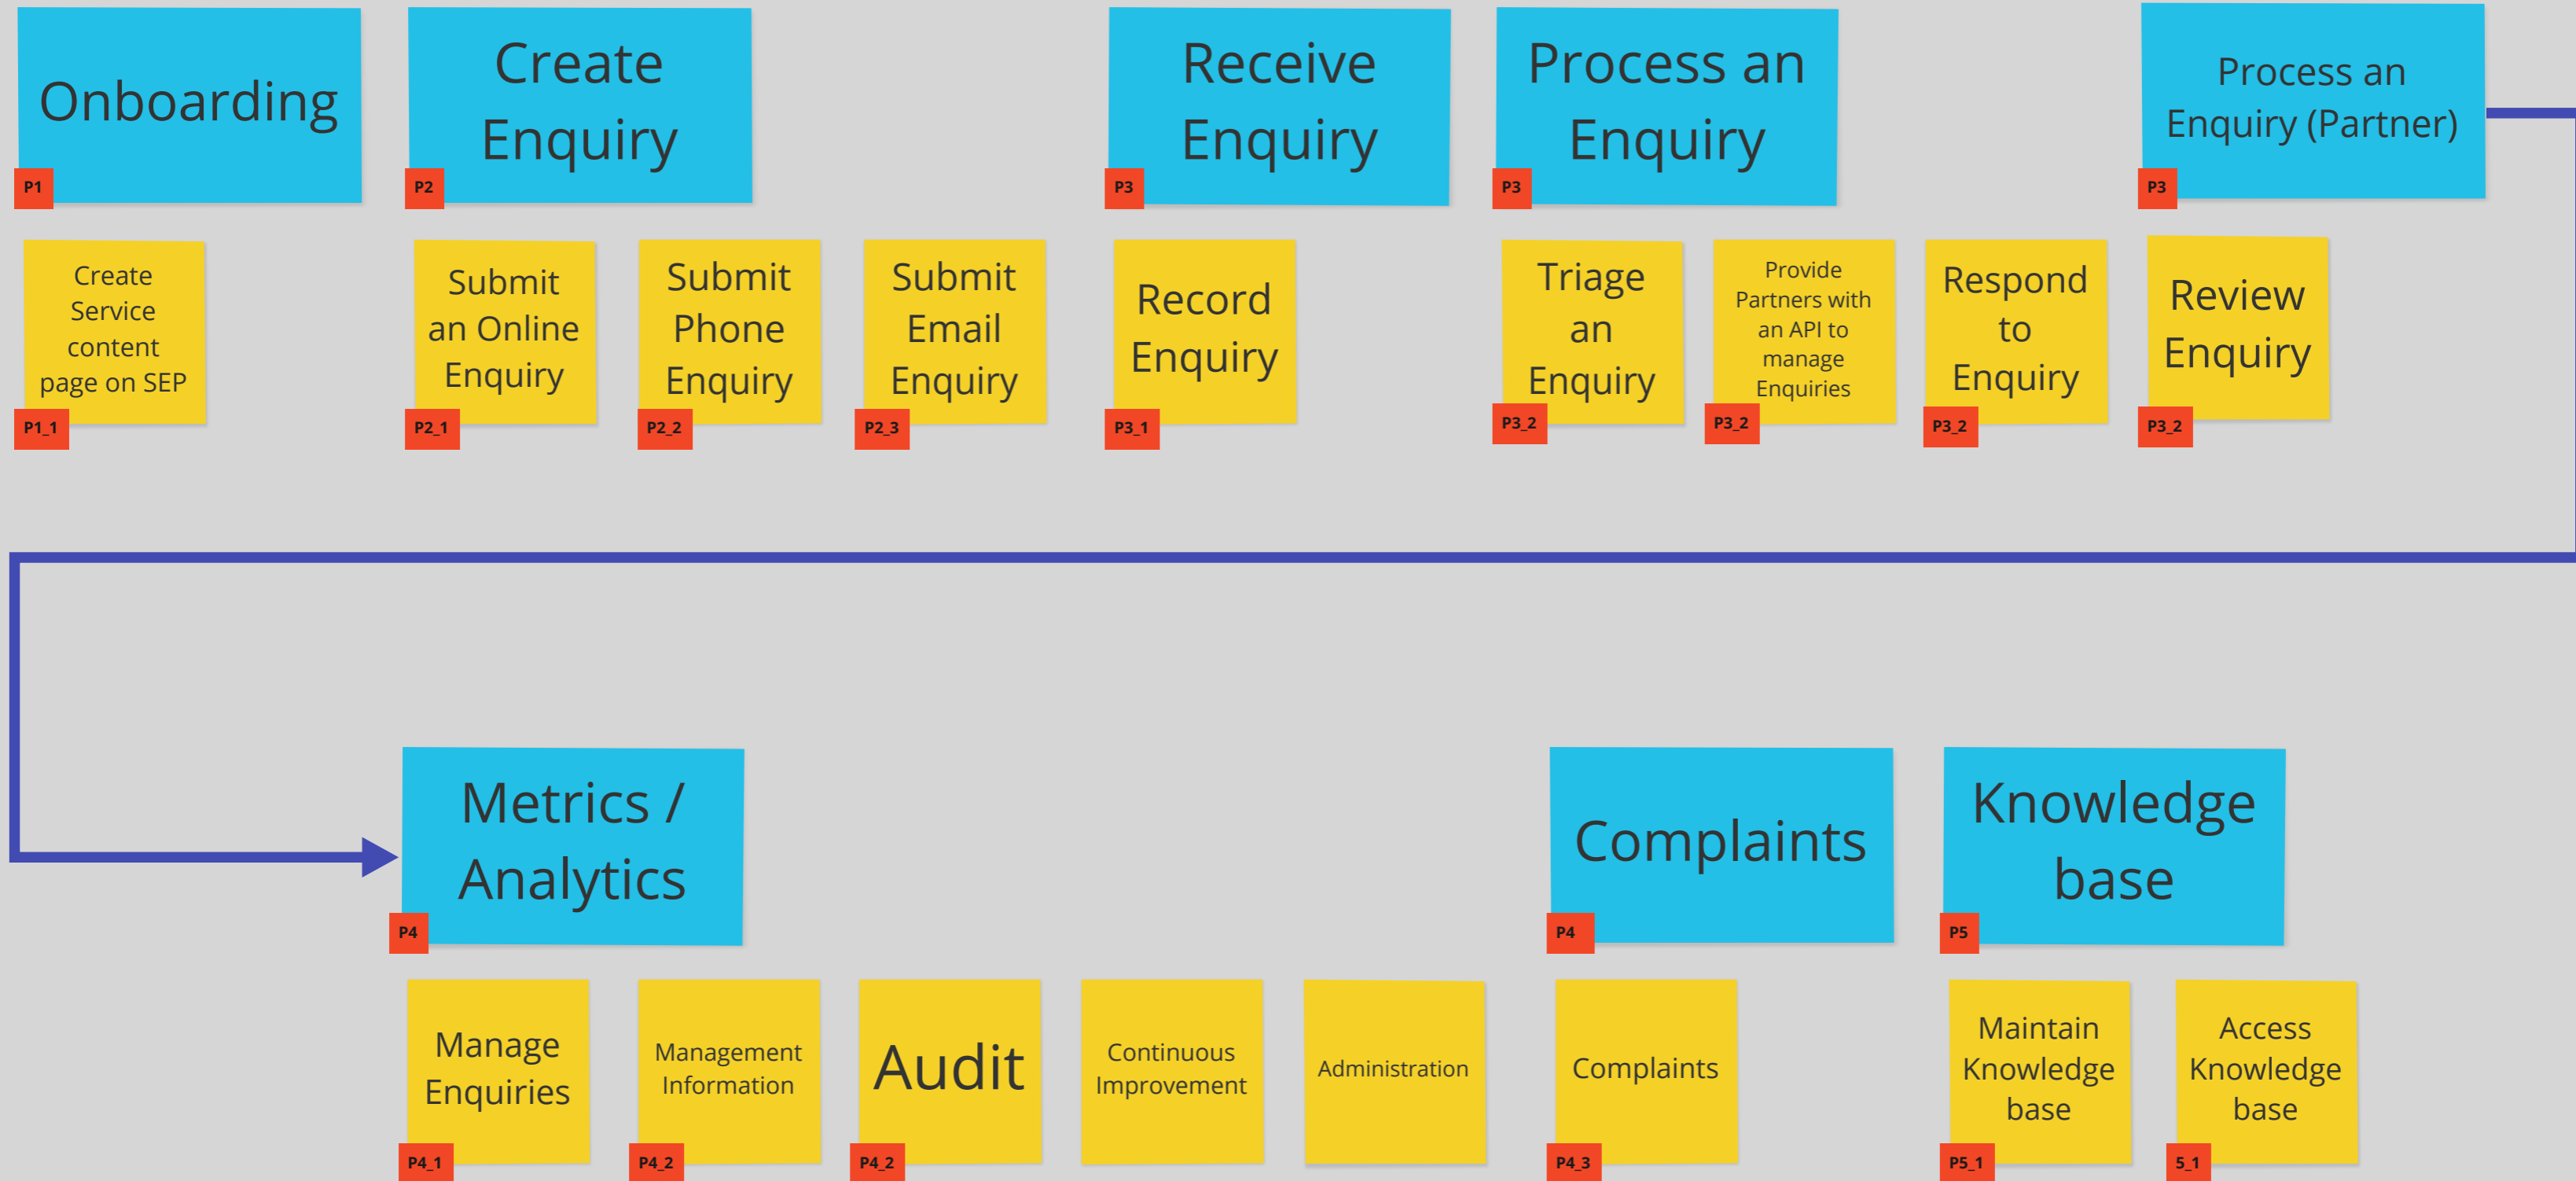 Onboarding
P1
Create
Enquiry
P2
Receive
Enquiry
P3
Process an
Enquiry
P3
Process an
Enquiry (Partner)
P3
Create
Service
content
page on SEP
P1_1
Submit
an Online
Enquiry
P2_1
Submit
Phone
Enquiry
P2_2
Submit
Email
Enquiry
P2_3
Record
Enquiry
P3_1
Triage
an
Enquiry
P3_2
Provide
Partners with
an API to
manage
Enquiries
P3_2
Respond
to
Enquiry
P3_2
Review
Enquiry
P3_2
Metrics /
Analytics
P4
Complaints
P4
Knowledge
base
P5
Manage
Enquiries
P4_1
Management
Information
P4_2
Audit
P4_2
Continuous
Improvement
Administration
Complaints
P4_3
Maintain
Knowledge
base
P5_1
Access
Knowledge
base
5_1